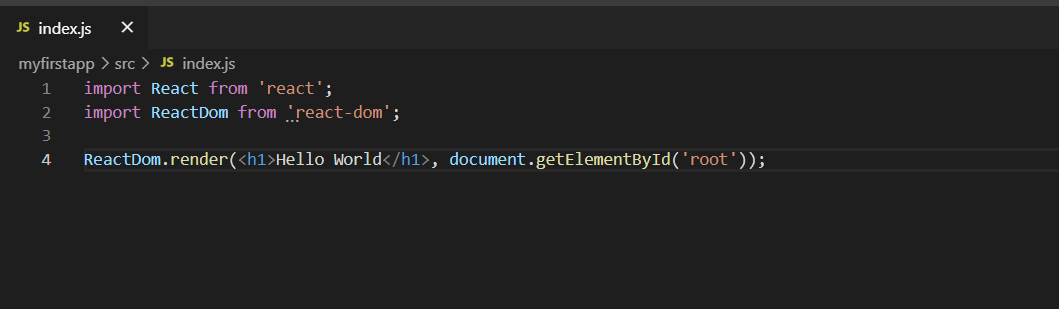 JS index.js ×
myfirstapp > src > JS index.js
1 import React from 'react';
2 import ReactDom from 'react-dom';
3
4 ReactDom.render(<h1>Hello World</h1>, document.getElementById('root'));